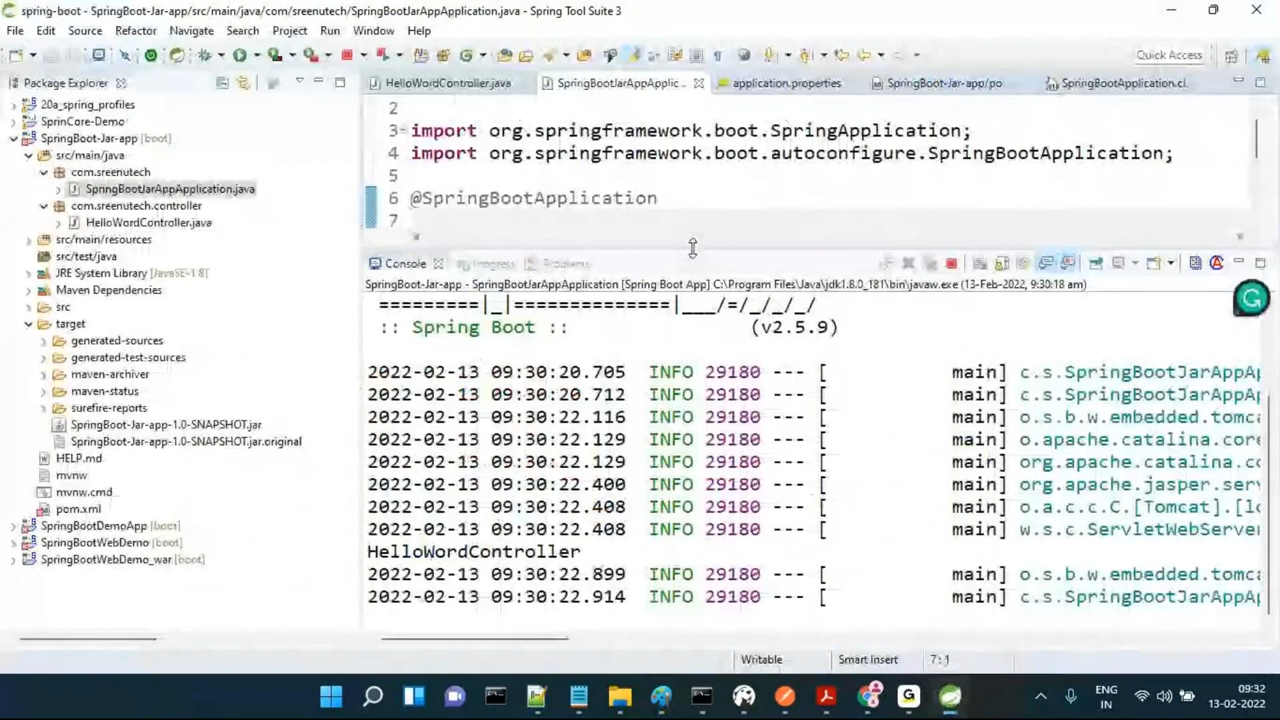 spring-boot - SpringBoot-Jar-app/src/main/java/com/sreenutech/SpringBootJarAppApplication.java - Spring Tool Suite 3
File Edit Source Refactor Navigate Search Project Run Window Help
Quick Access
Package Explorer
HelloWordController.java
SpringBootJarAppApplic...
application.properties
SpringBoot-Jar-app/po
SpringBootApplication.cl
20a_spring_profiles
SprinCore-Demo
SpringBoot-Jar-app [boot]
src/main/java
com.sreenutech
SpringBootJarAppApplication.java
com.sreenutech.controller
HelloWordController.java
src/main/resources
src/test/java
JRE System Library [JavaSE-1.8]
Maven Dependencies
src
target
generated-sources
generated-test-sources
maven-archiver
maven-status
surefire-reports
SpringBoot-Jar-app-1.0-SNAPSHOT.jar
SpringBoot-Jar-app-1.0-SNAPSHOT.jar.original
HELP.md
mvnw
mvnw.cmd
pom.xml
SpringBootDemoApp [boot]
SpringBootWebDemo [boot]
SpringBootWebDemo_war [boot]
2
3 import org.springframework.boot.SpringApplication;
4 import org.springframework.boot.autoconfigure.SpringBootApplication;
5
6 @SpringBootApplication
7
Console Progress Problems
SpringBoot-Jar-app - SpringBootJarAppApplication [Spring Boot App] C:\Program Files\Java\jdk1.8.0_181\bin\javaw.exe (13-Feb-2022, 9:30:18 am)
=========|_|==============|___/=/_/_/_/
:: Spring Boot :: (v2.5.9)
2022-02-13 09:30:20.705 INFO 29180 --- [ main] c.s.SpringBootJarAppAp
2022-02-13 09:30:20.712 INFO 29180 --- [ main] c.s.SpringBootJarAppAp
2022-02-13 09:30:22.116 INFO 29180 --- [ main] o.s.b.w.embedded.tomca
2022-02-13 09:30:22.129 INFO 29180 --- [ main] o.apache.catalina.core
2022-02-13 09:30:22.129 INFO 29180 --- [ main] org.apache.catalina.co
2022-02-13 09:30:22.400 INFO 29180 --- [ main] org.apache.jasper.serv
2022-02-13 09:30:22.408 INFO 29180 --- [ main] o.a.c.c.C.[Tomcat].[lo
2022-02-13 09:30:22.408 INFO 29180 --- [ main] w.s.c.ServletWebServer
HelloWordController
2022-02-13 09:30:22.899 INFO 29180 --- [ main] o.s.b.w.embedded.tomca
2022-02-13 09:30:22.914 INFO 29180 --- [ main] c.s.SpringBootJarAppAp
Writable Smart Insert 7:1
ENG
IN
09:32
13-02-2022